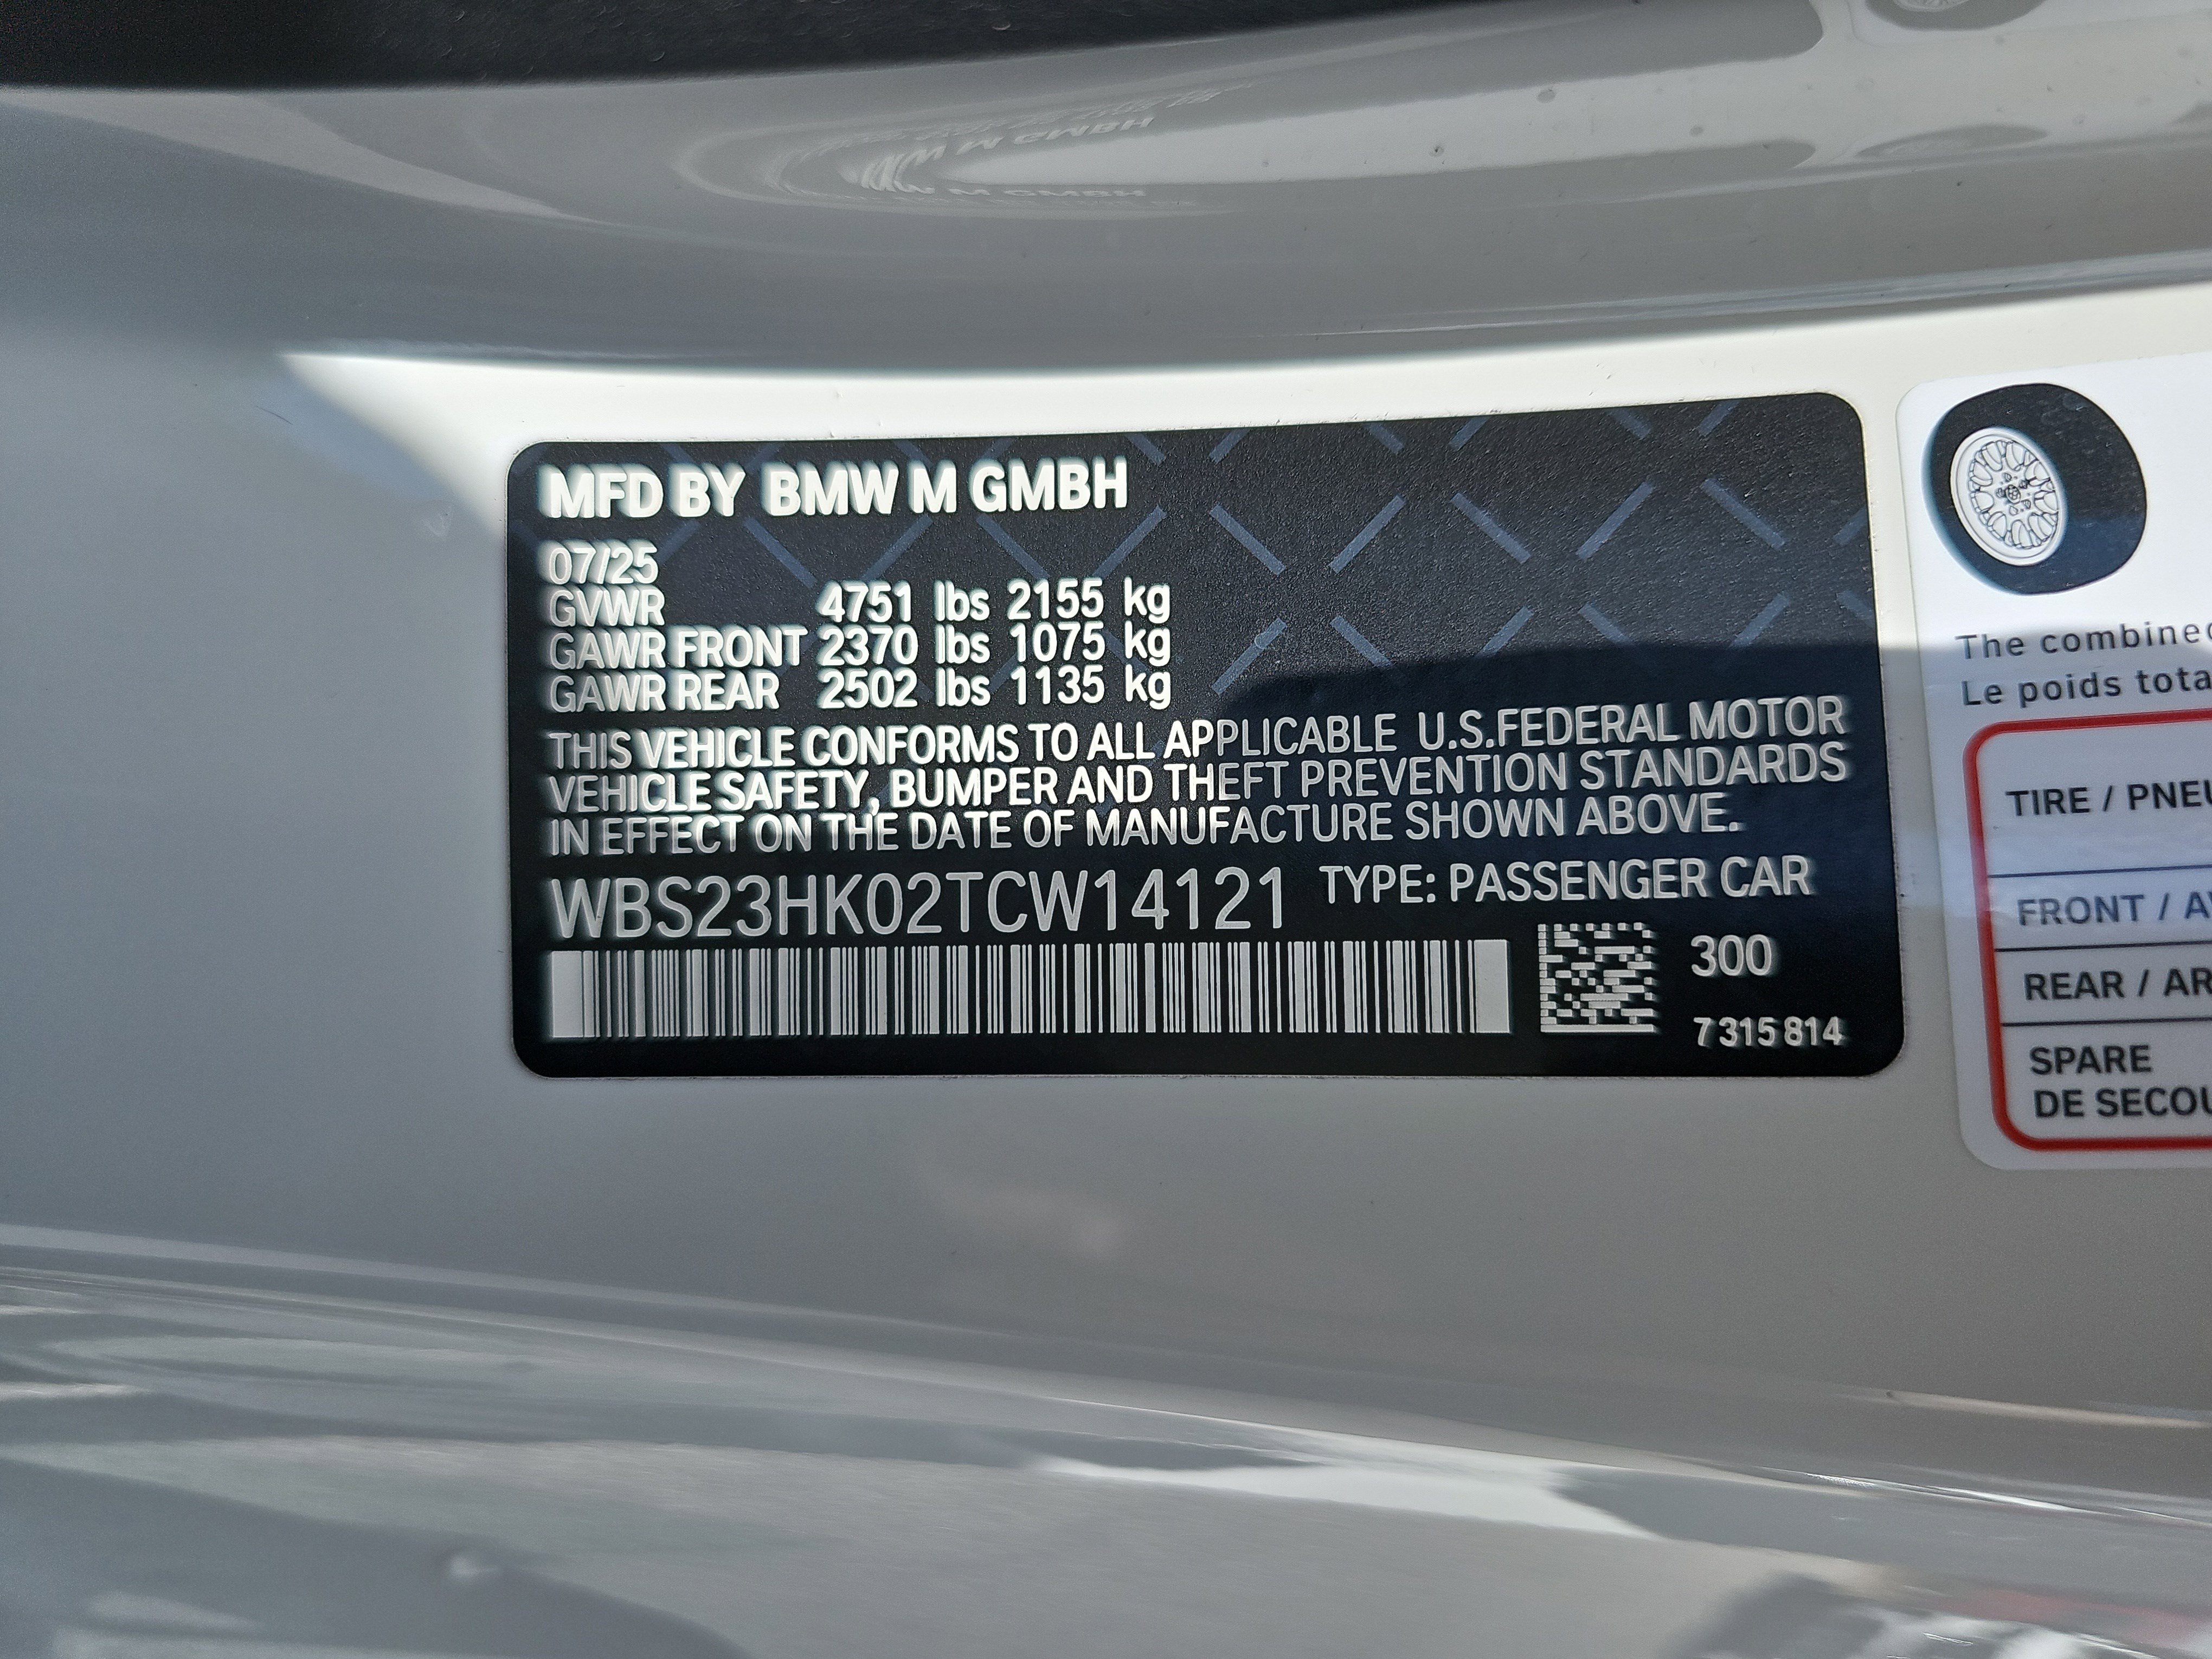 MFD BY BMW M GMBH
07/25
GVWR 4751 lbs 2155 kg
GAWR FRONT 2370 lbs 1075 kg
GAWR REAR 2502 lbs 1135 kg
THIS VEHICLE CONFORMS TO ALL APPLICABLE U.S.FEDERAL MOTOR
VEHICLE SAFETY, BUMPER AND THEFT PREVENTION STANDARDS
IN EFFECT ON THE DATE OF MANUFACTURE SHOWN ABOVE.
WBS23HK02TCW14121 TYPE: PASSENGER CAR
300
7 315 814
The combined
Le poids tota
TIRE / PNEU
FRONT / AV
REAR / AR
SPARE
DE SECOU